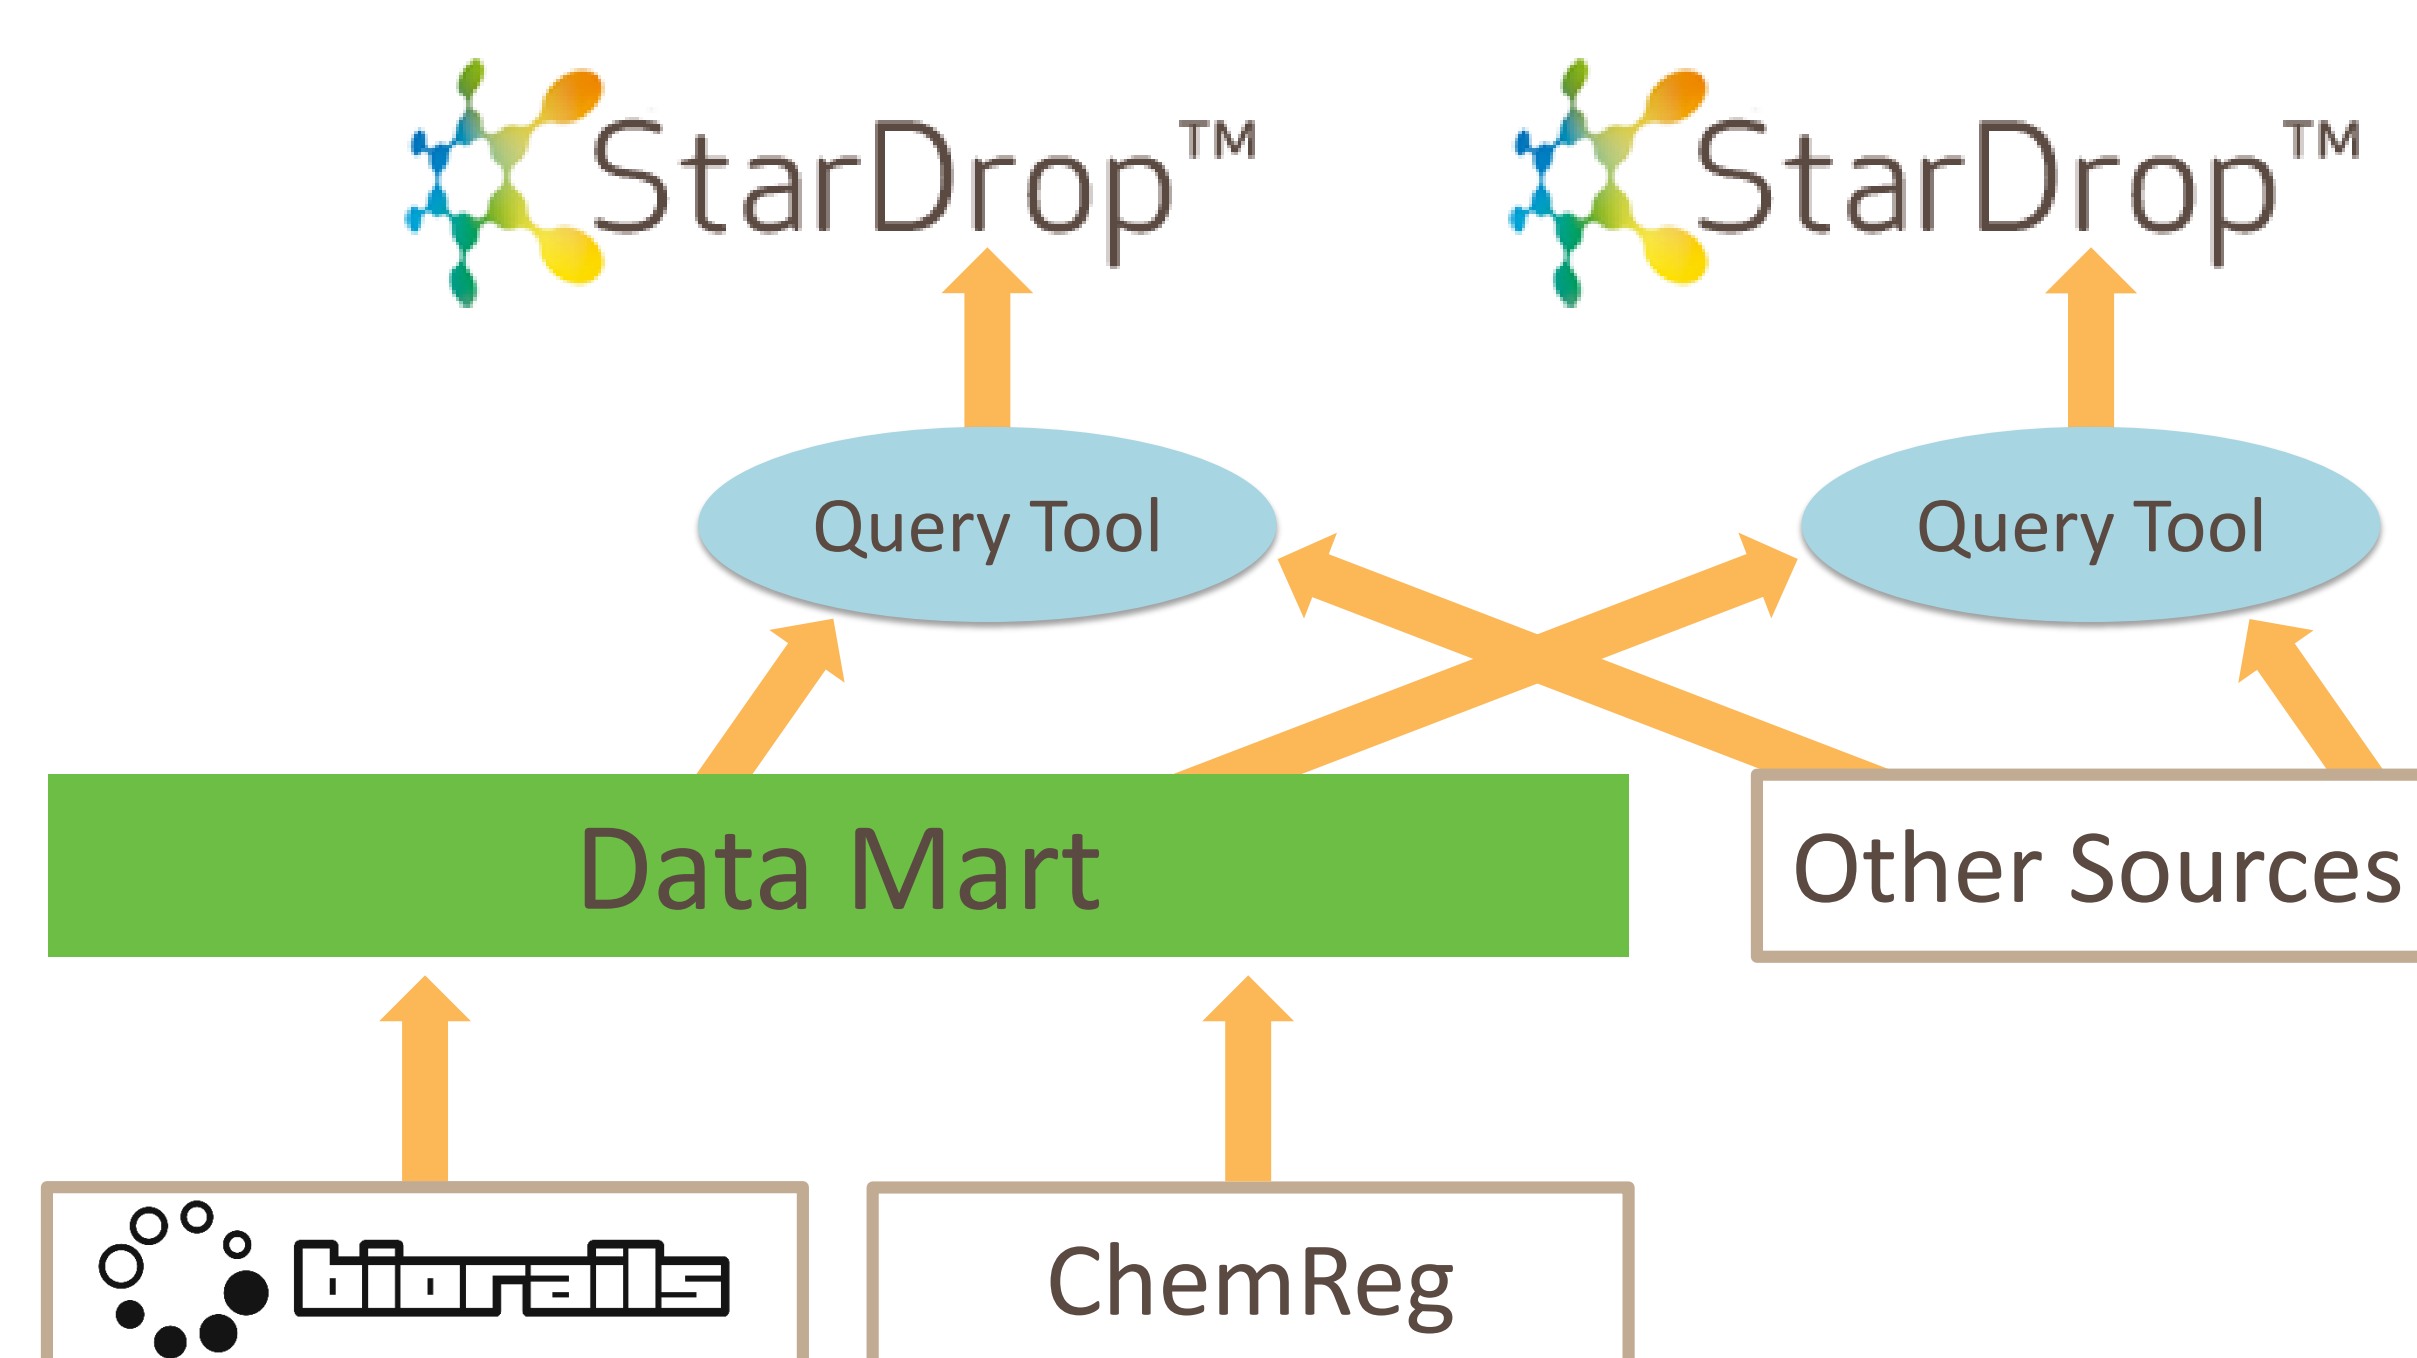 StarDrop™ StarDrop™
Query Tool Query Tool
Data Mart Other Sources
biorails ChemReg